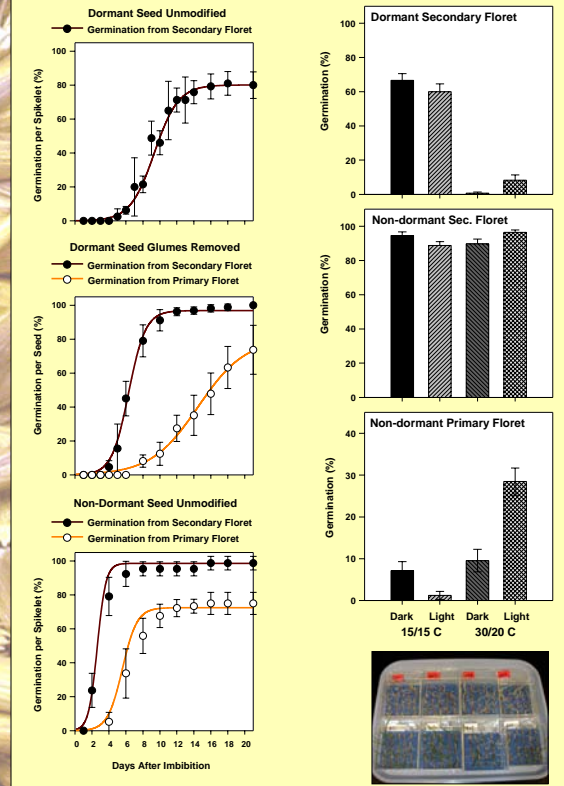 Dormant Seed Unmodified
Germination from Secondary Floret
Germination per Spikelet (%)
100
80
60
40
20
0
Dormant Seed Glumes Removed
Germination from Secondary Floret
Germination from Primary Floret
Germination per Seed (%)
100
80
60
40
20
0
Non-Dormant Seed Unmodified
Germination from Secondary Floret
Germination from Primary Floret
Germination per Spikelet (%)
100
80
60
40
20
0
0 2 4 6 8 10 12 14 16 18 20
Days After Imbibition
Dormant Secondary Floret
Germination (%)
100
80
60
40
20
0
Non-dormant Sec. Floret
Germination (%)
100
80
60
40
20
0
Non-dormant Primary Floret
Germination (%)
40
30
20
10
0
Dark Light Dark Light
15/15 C 30/20 C